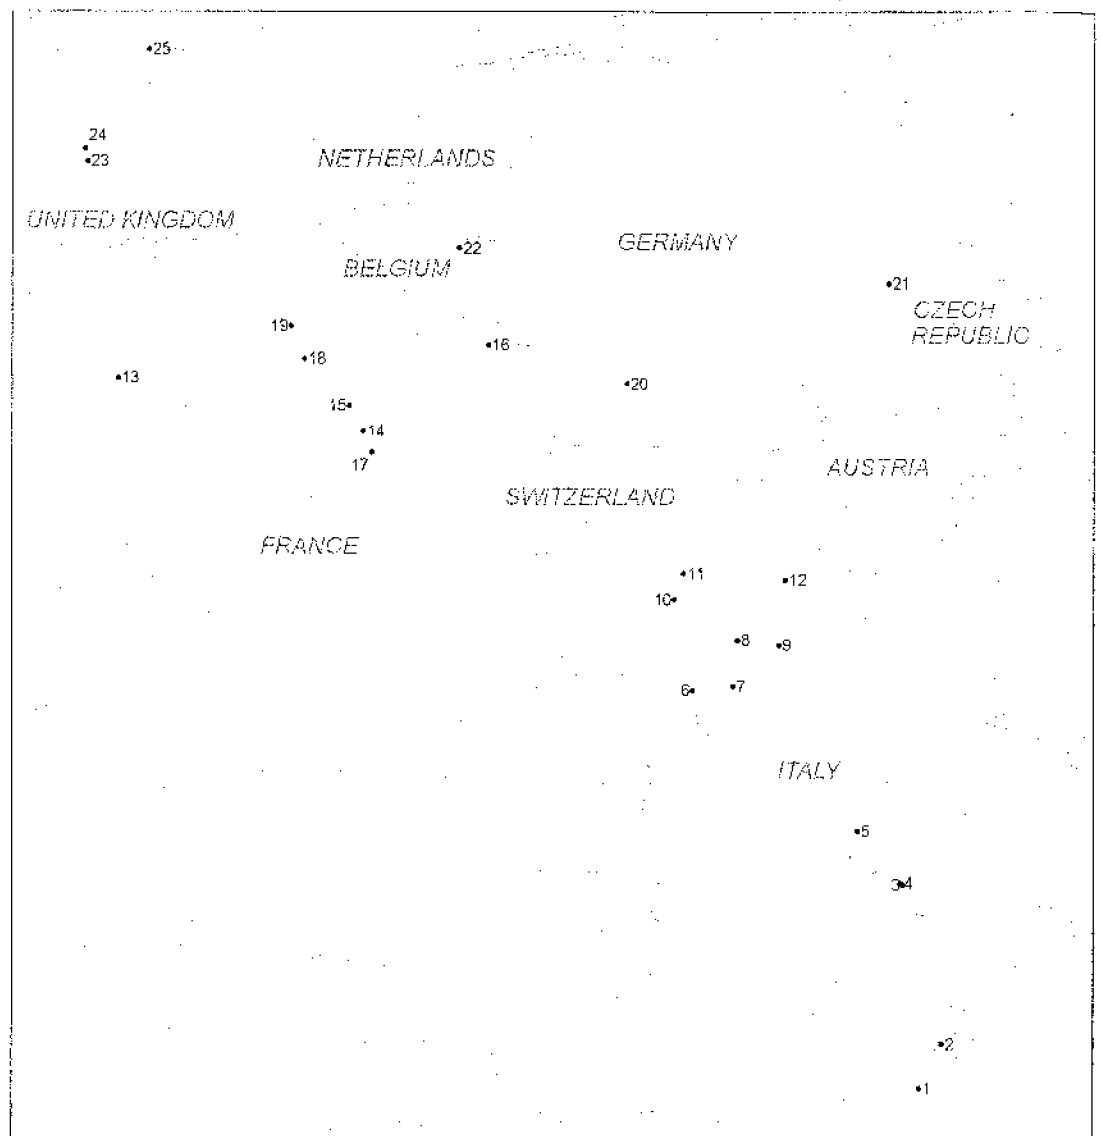 25
24
23
NETHERLANDS
UNITED KINGDOM
GERMANY
22
BELGIUM
21
CZECH
REPUBLIC
19
18
16
13
20
15
14
17
AUSTRIA
SWITZERLAND
FRANCE
11
12
10
8
9
6
7
ITALY
5
3
4
2
1